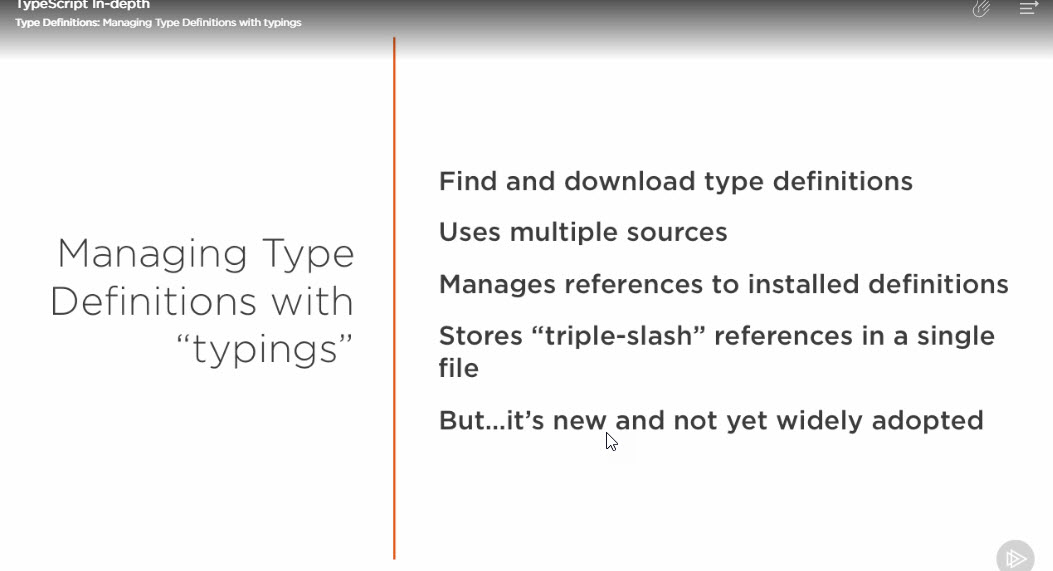 TypeScript In-depth
Type Definitions: Managing Type Definitions with typings
Managing Type
Definitions with
“typings”
Find and download type definitions
Uses multiple sources
Manages references to installed definitions
Stores “triple-slash” references in a single
file
But...it’s new and not yet widely adopted